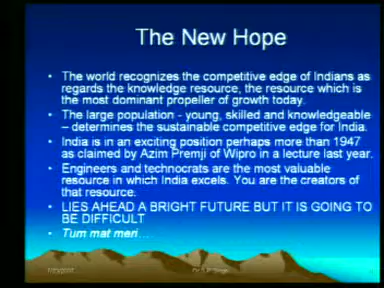 The New Hope
• The world recognizes the competitive edge of Indians as
regards the knowledge resource, the resource which is
the most dominant propeller of growth today.
• The large population - young, skilled and knowledgeable
– determines the sustainable competitive edge for India.
• India is in an exciting position perhaps more than 1947
as claimed by Azim Premji of Wipro in a lecture last year.
• Engineers and technocrats are the most valuable
resource in which India excels. You are the creators of
that resource.
• LIES AHEAD A BRIGHT FUTURE BUT IT IS GOING TO
BE DIFFICULT
• Tum mat meri...